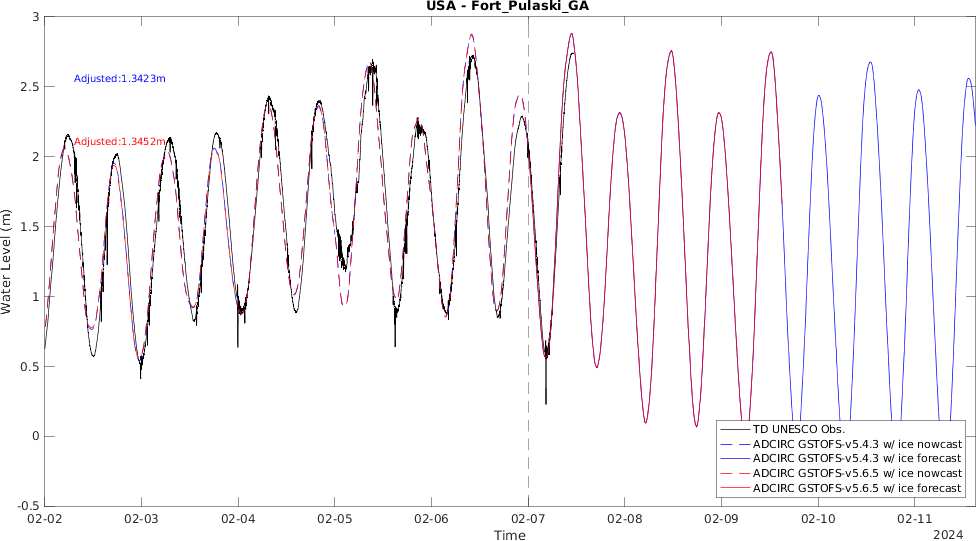 USA - Fort_Pulaski_GA
3
2.5
2
1.5
1
0.5
0
-0.5
Water Level (m)
Adjusted:1.3423m
Adjusted:1.3452m
TD UNESCO Obs.
ADCIRC GSTOFS-v5.4.3 w/ ice nowcast
ADCIRC GSTOFS-v5.4.3 w/ ice forecast
ADCIRC GSTOFS-v5.6.5 w/ ice nowcast
ADCIRC GSTOFS-v5.6.5 w/ ice forecast
02-02 02-03 02-04 02-05 02-06 02-07 02-08 02-09 02-10 02-11
Time
2024